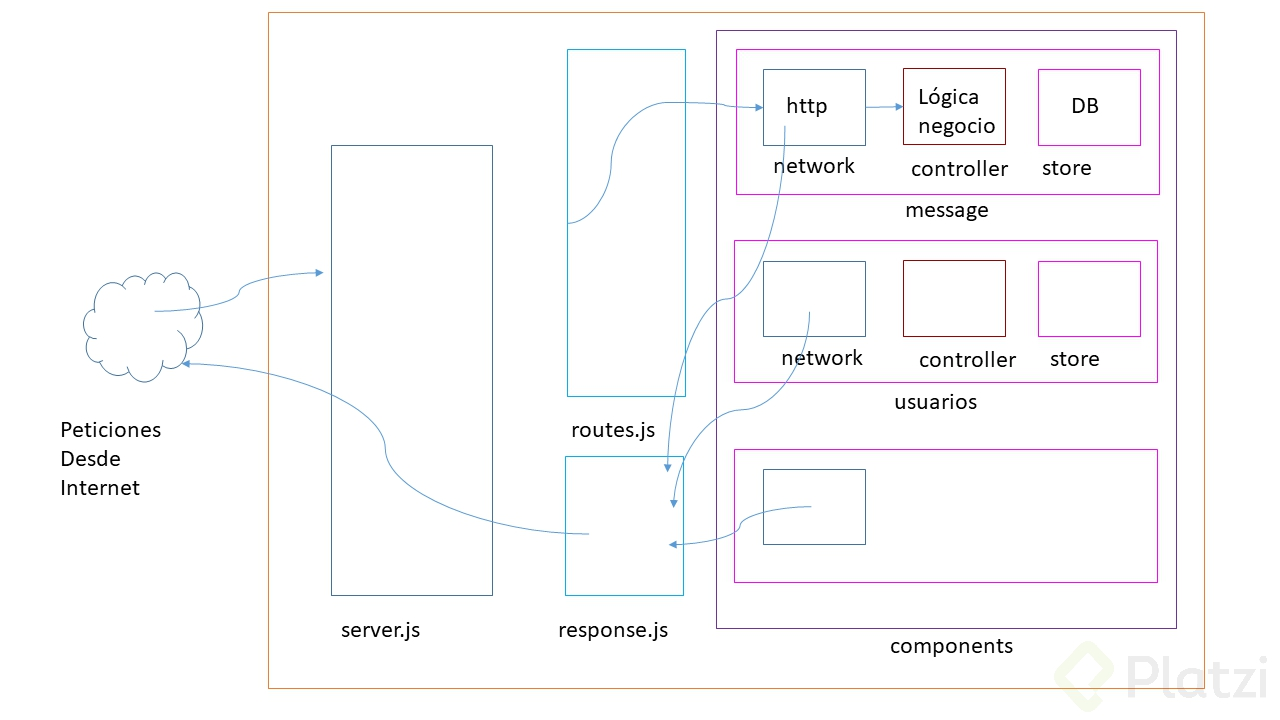 http
Lógica
negocio
DB
network
controller
store
message
network
controller
store
usuarios
Peticiones
Desde
Internet
routes.js
server.js
response.js
components
Platzi